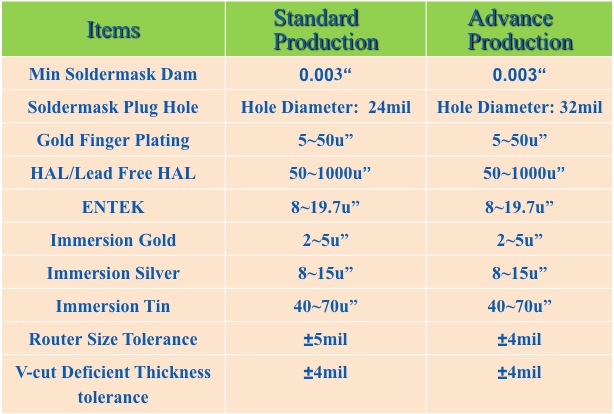 Items Standard Production Advance Production
Min Soldermask Dam 0.003“ 0.003“
Soldermask Plug Hole Hole Diameter: 24mil Hole Diameter: 32mil
Gold Finger Plating 5~50u” 5~50u”
HAL/Lead Free HAL 50~1000u” 50~1000u”
ENTEK 8~19.7u” 8~19.7u”
Immersion Gold 2~5u” 2~5u”
Immersion Silver 8~15u” 8~15u”
Immersion Tin 40~70u” 40~70u”
Router Size Tolerance ±5mil ±4mil
V-cut Deficient Thickness tolerance ±4mil ±4mil